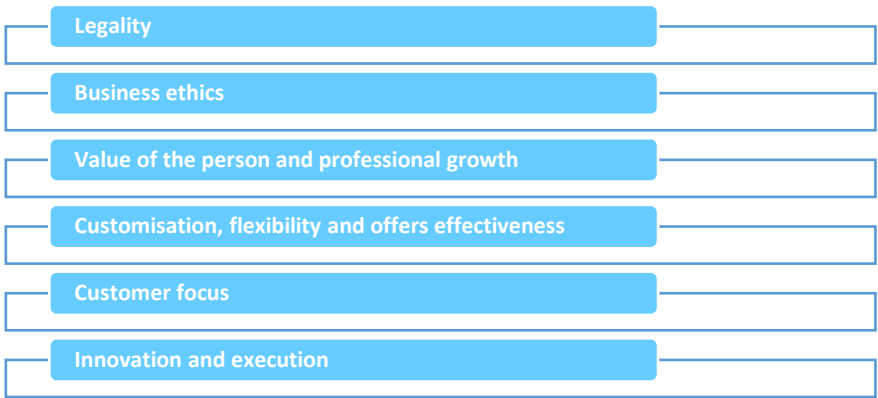 Legality
Business ethics
Value of the person and professional growth
Customisation, flexibility and offers effectiveness
Customer focus
Innovation and execution